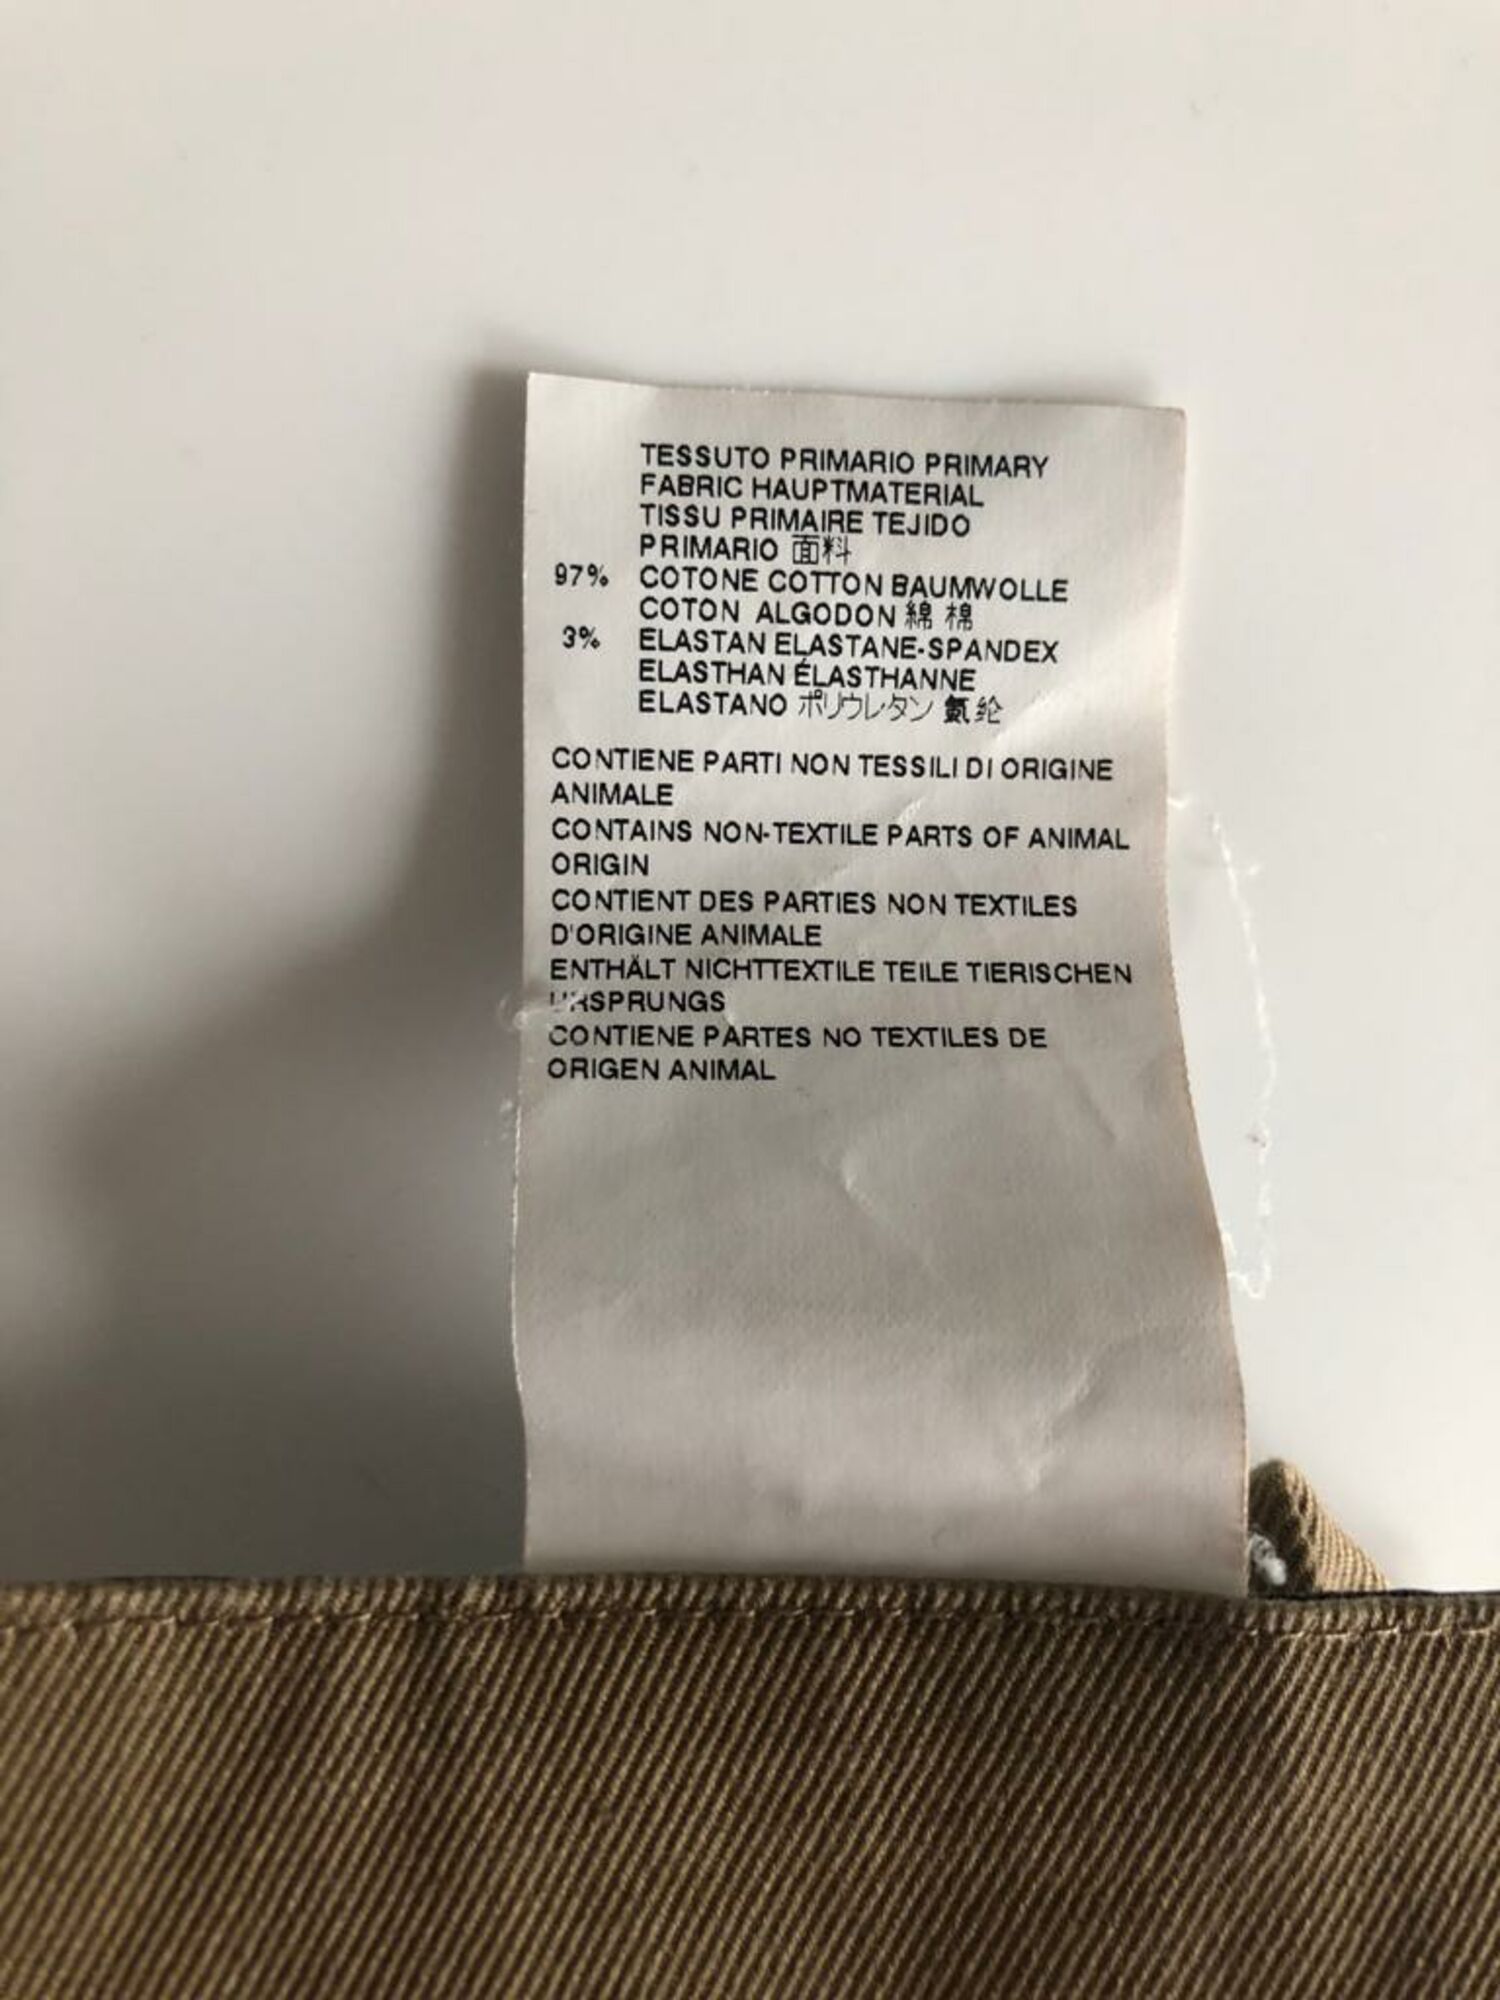 TESSUTO PRIMARIO PRIMARY
FABRIC HAUPTMATERIAL
TISSU PRIMAIRE TEJIDO
PRIMARIO 面料
97% COTONE COTTON BAUMWOLLE
COTON ALGODON 綿 棉
3% ELASTAN ELASTANE-SPANDEX
ELASTHAN ÉLASTHANNE
ELASTANO ポリウレタン 氨纶
CONTIENE PARTI NON TESSILI DI ORIGINE
ANIMALE
CONTAINS NON-TEXTILE PARTS OF ANIMAL
ORIGIN
CONTIENT DES PARTIES NON TEXTILES
D'ORIGINE ANIMALE
ENTHÄLT NICHTTEXTILE TEILE TIERISCHEN
URSPRUNGS
CONTIENE PARTES NO TEXTILES DE
ORIGEN ANIMAL